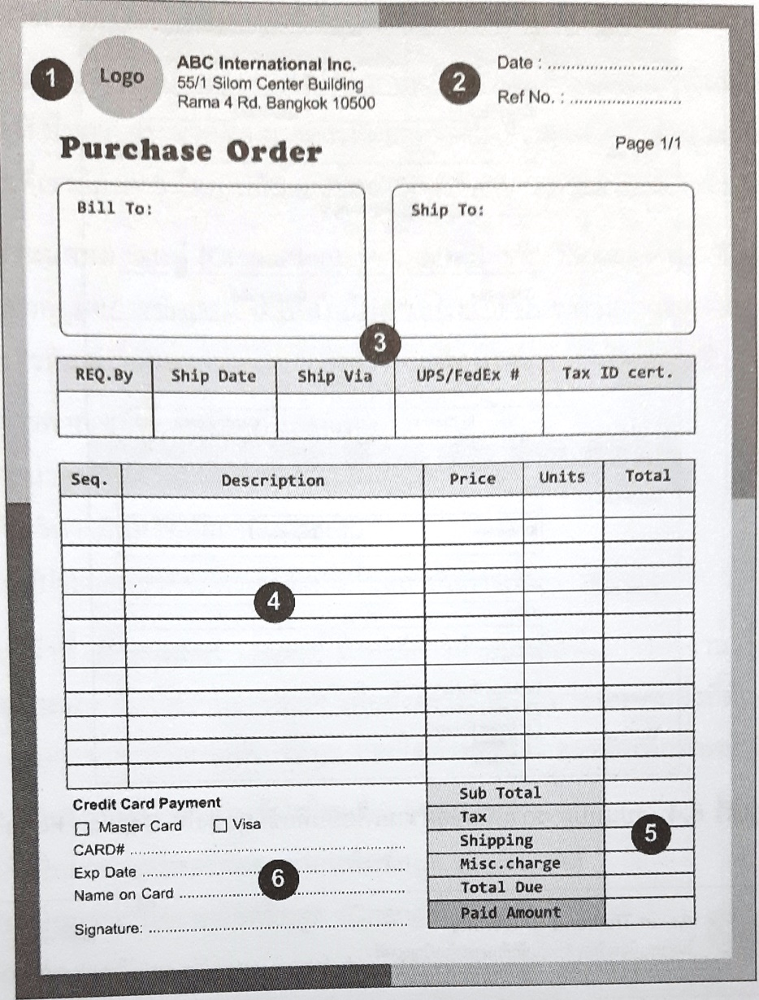 1 Logo ABC International Inc.
55/1 Silom Center Building
Rama 4 Rd. Bangkok 10500
2 Date : ........................
Ref No. : ........................
Purchase Order
Page 1/1
Bill To:
Ship To:
3
REQ.By Ship Date Ship Via UPS/FedEx # Tax ID cert.
Seq. Description Price Units Total
4
Sub Total
Tax
Shipping
Misc.charge
Total Due
Paid Amount
5
Credit Card Payment
Master Card Visa
CARD# ........................
Exp Date ........................
Name on Card ........................
6
Signature: ........................